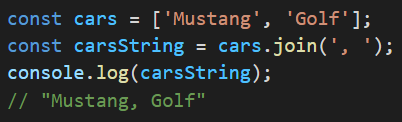 const cars = ['Mustang', 'Golf'];
const carsString = cars.join(', ');
console.log(carsString);
// "Mustang, Golf"